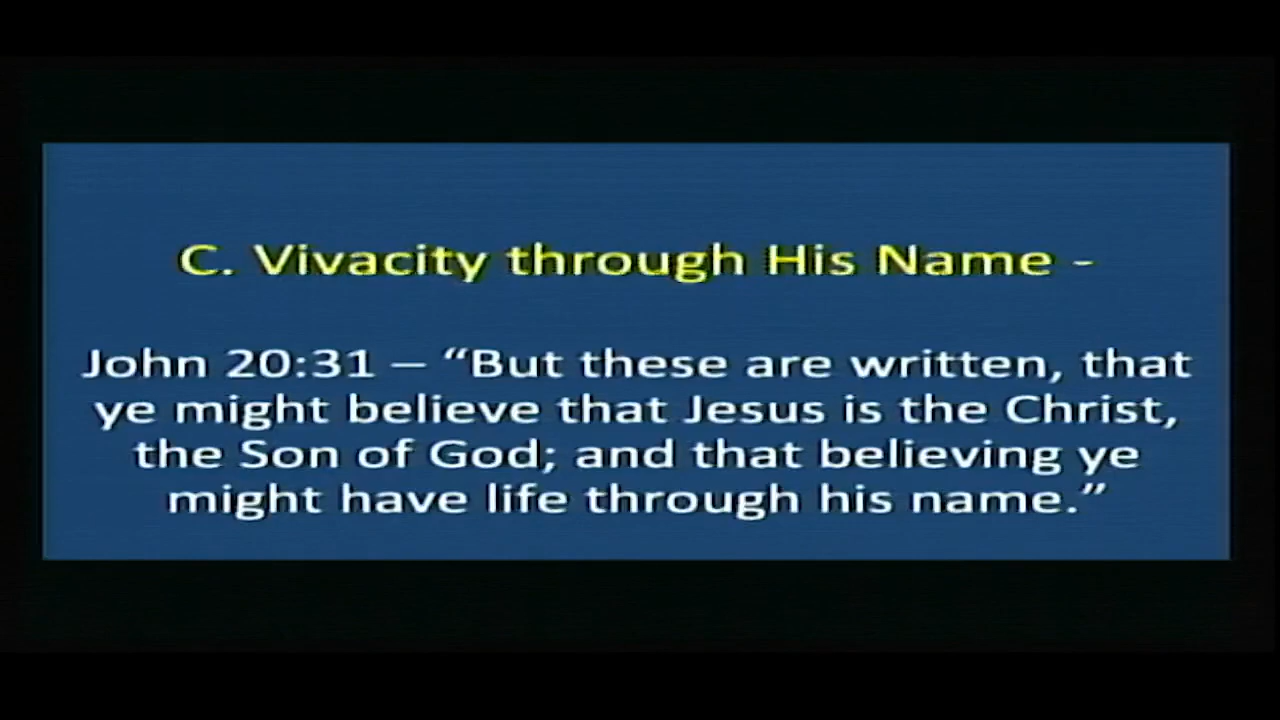 C. Vivacity through His Name -
John 20:31 – “But these are written, that
ye might believe that Jesus is the Christ,
the Son of God; and that believing ye
might have life through his name.”